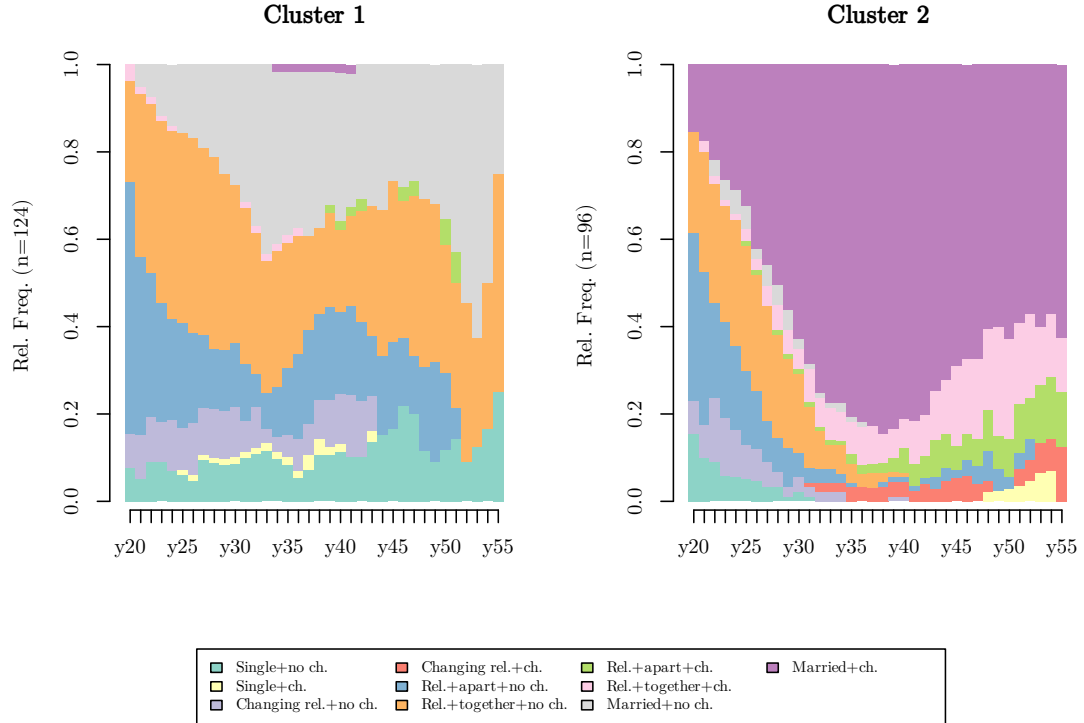 Cluster 1
Cluster 2
Rel. Freq. (n=124)
0.0
0.2
0.4
0.6
0.8
1.0
y20
y25
y30
y35
y40
y45
y50
y55
Rel. Freq. (n=96)
0.0
0.2
0.4
0.6
0.8
1.0
y20
y25
y30
y35
y40
y45
y50
y55
Single+no ch.
Single+ch.
Changing rel.+no ch.
Changing rel.+ch.
Rel.+apart+no ch.
Rel.+together+no ch.
Rel.+apart+ch.
Rel.+together+ch.
Married+no ch.
Married+ch.